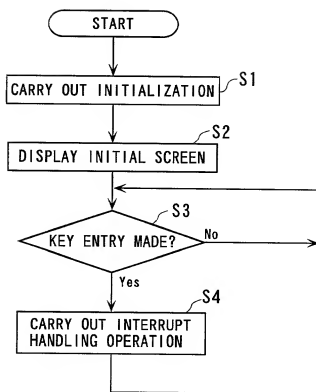 START
S1
CARRY OUT INITIALIZATION
S2
DISPLAY INITIAL SCREEN
S3
KEY ENTRY MADE?
No
Yes
S4
CARRY OUT INTERRUPT
HANDLING OPERATION